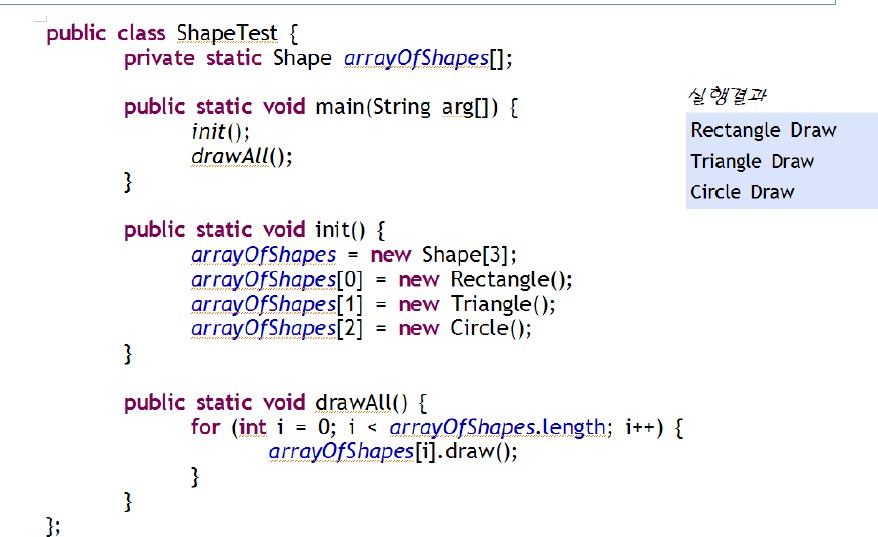 public class ShapeTest {
private static Shape arrayOfShapes[];
public static void main(String arg[]) {
init();
drawAll();
}
public static void init() {
arrayOfShapes = new Shape[3];
arrayOfShapes[0] = new Rectangle();
arrayOfShapes[1] = new Triangle();
arrayOfShapes[2] = new Circle();
}
public static void drawAll() {
for (int i = 0; i < arrayOfShapes.length; i++) {
arrayOfShapes[i].draw();
}
}
};
실행결과
Rectangle Draw
Triangle Draw
Circle Draw